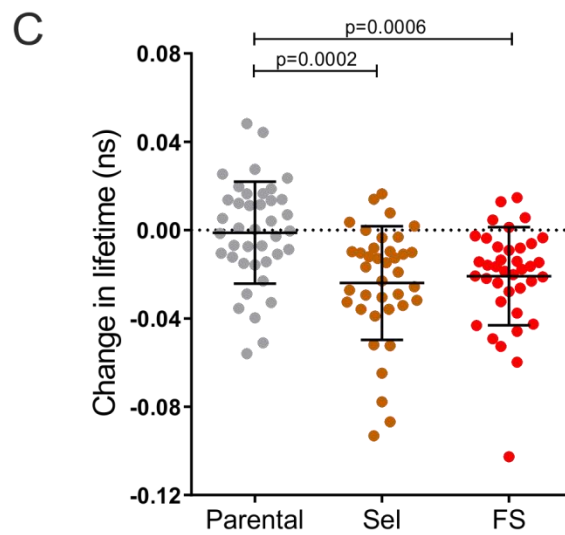 C
p=0.0006
p=0.0002
Change in lifetime (ns)
0.08
0.04
0.00
-0.04
-0.08
-0.12
Parental Sel FS